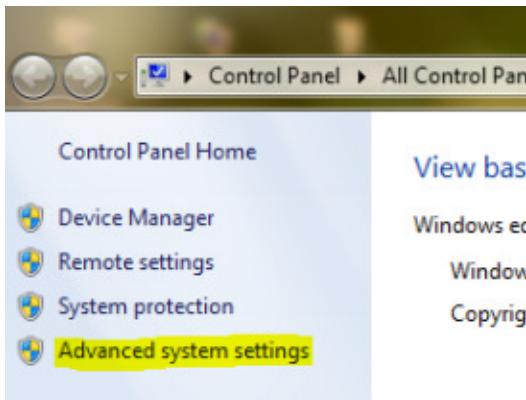 Control Panel All Control Pan
Control Panel Home
Device Manager
Remote settings
System protection
Advanced system settings
View bas
Windows ed
Window
Copyrig